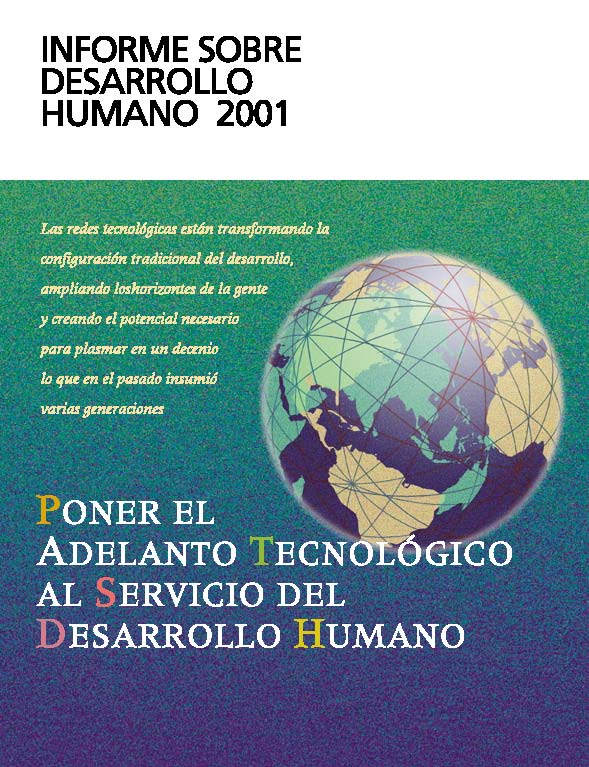 INFORME SOBRE
DESARROLLO
HUMANO 2001
Las redes tecnológicas están transformando la
configuración tradicional del desarrollo,
ampliando loshorizontes de la gente
y creando el potencial necesario
para plasmar en un decenio
lo que en el pasado insumió
varias generaciones
PONER EL
ADELANTO TECNOLÓGICO
AL SERVICIO DEL
DESARROLLO HUMANO